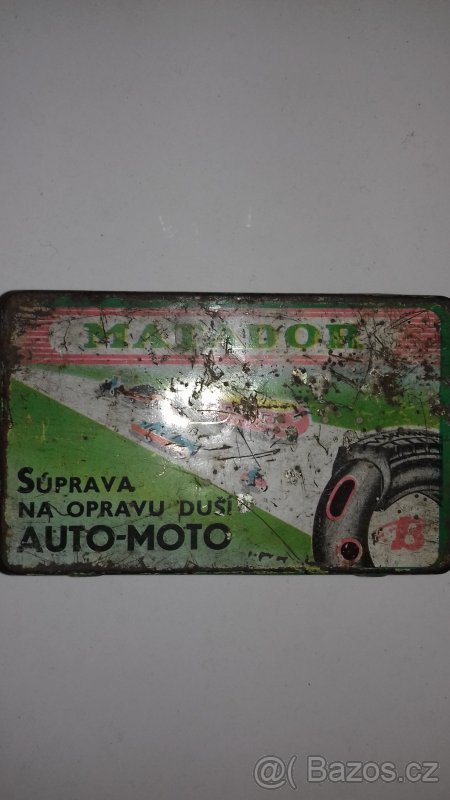 MATADOR
SÚPRAVA
NA OPRAVU DUŠÍ
AUTO-MOTO
B
@ Bazos.cz